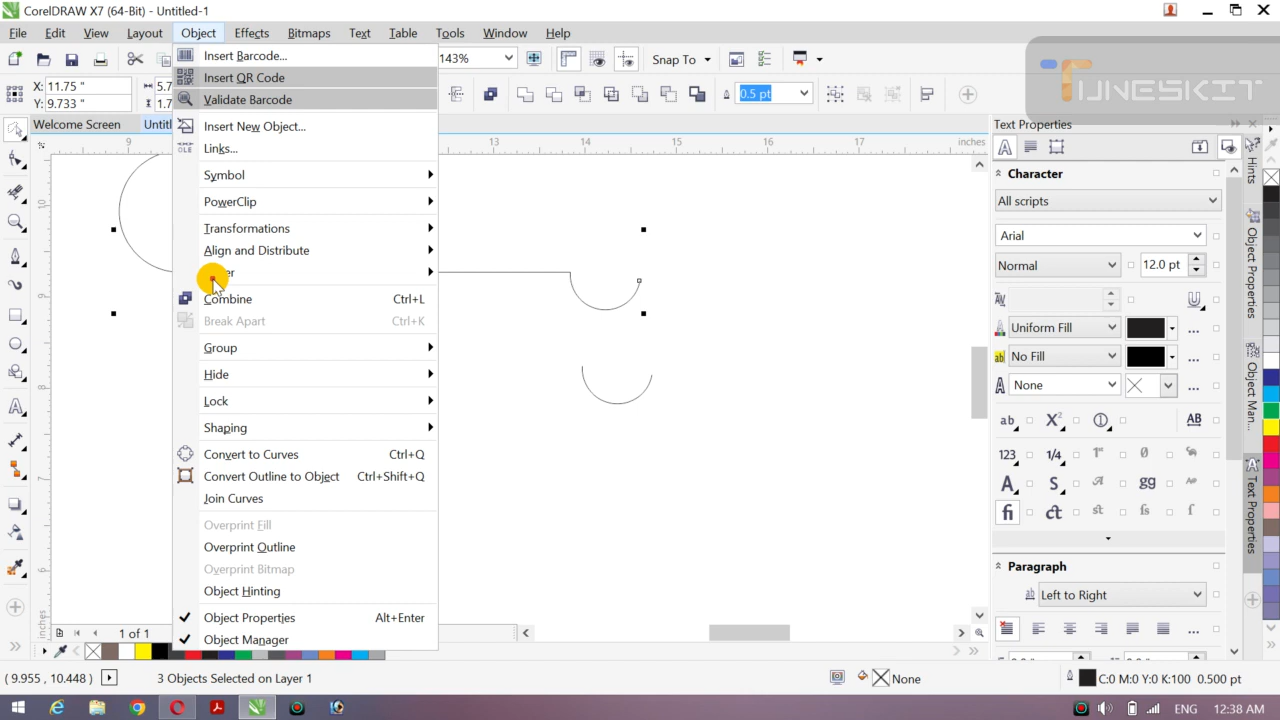 CorelDRAW X7 (64-Bit) - Untitled-1
File Edit View Layout Object Effects Bitmaps Text Table Tools Window Help
143% Snap To
X: 11.75 "
Y: 9.733 "
0.5 pt
TUNESKIT
Welcome Screen
9 13 14 15 16 17 inches
10
9
8
7
6
inches
Insert Barcode...
Insert QR Code
Validate Barcode
Insert New Object...
Links...
Symbol
PowerClip
Transformations
Align and Distribute
Combine Ctrl+L
Break Apart Ctrl+K
Group
Hide
Lock
Shaping
Convert to Curves Ctrl+Q
Convert Outline to Object Ctrl+Shift+Q
Join Curves
Overprint Fill
Overprint Outline
Overprint Bitmap
Object Hinting
Object Properties Alt+Enter
Object Manager
Text Properties
Character
All scripts
Arial
Normal 12.0 pt
Uniform Fill
No Fill
None
Paragraph
Left to Right
Hints
Object Properties
Object Man...
Text Properties
1 of 1
( 9.955, 10.448 ) 3 Objects Selected on Layer 1 None C:0 M:0 Y:0 K:100 0.500 pt
ENG 12:38 AM